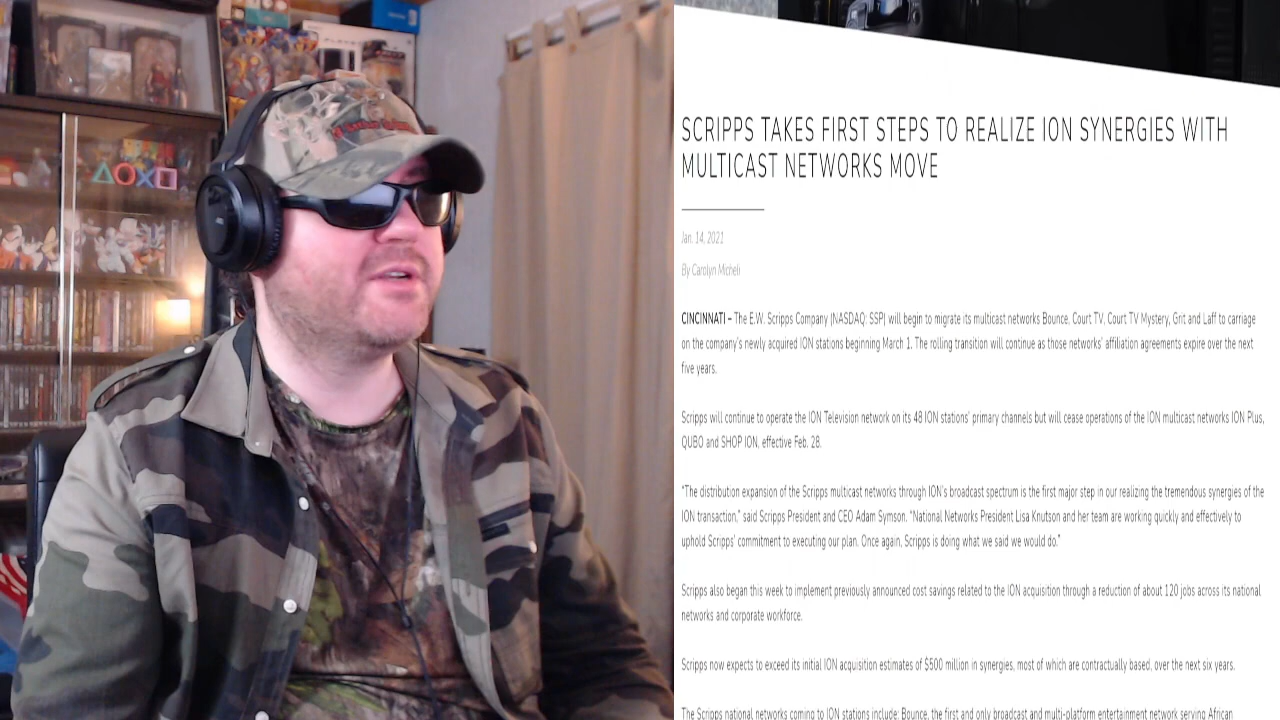 SCRIPPS TAKES FIRST STEPS TO REALIZE ION SYNERGIES WITH
MULTICAST NETWORKS MOVE
Jan. 14, 2021
By Carolyn Micheli
CINCINNATI – The E.W. Scripps Company (NASDAQ: SSP) will begin to migrate its multicast networks Bounce, Court TV, Court TV Mystery, Grit and Laff to carriage
on the company's newly acquired ION stations beginning March 1. The rolling transition will continue as those networks' affiliation agreements expire over the next
five years.
Scripps will continue to operate the ION Television network on its 48 ION stations' primary channels but will cease operations of the ION multicast networks ION Plus,
QUBO and SHOP ION, effective Feb. 28.
"The distribution expansion of the Scripps multicast networks through ION's broadcast spectrum is the first major step in our realizing the tremendous synergies of the
ION transaction," said Scripps President and CEO Adam Symson. "National Networks President Lisa Knutson and her team are working quickly and effectively to
uphold Scripps' commitment to executing our plan. Once again, Scripps is doing what we said we would do."
Scripps also began this week to implement previously announced cost savings related to the ION acquisition through a reduction of about 120 jobs across its national
networks and corporate workforce.
Scripps now expects to exceed its initial ION acquisition estimates of $500 million in synergies, most of which are contractually based, over the next six years.
The Scripps national networks coming to ION stations include: Bounce, the first and only broadcast and multi-platform entertainment network serving African